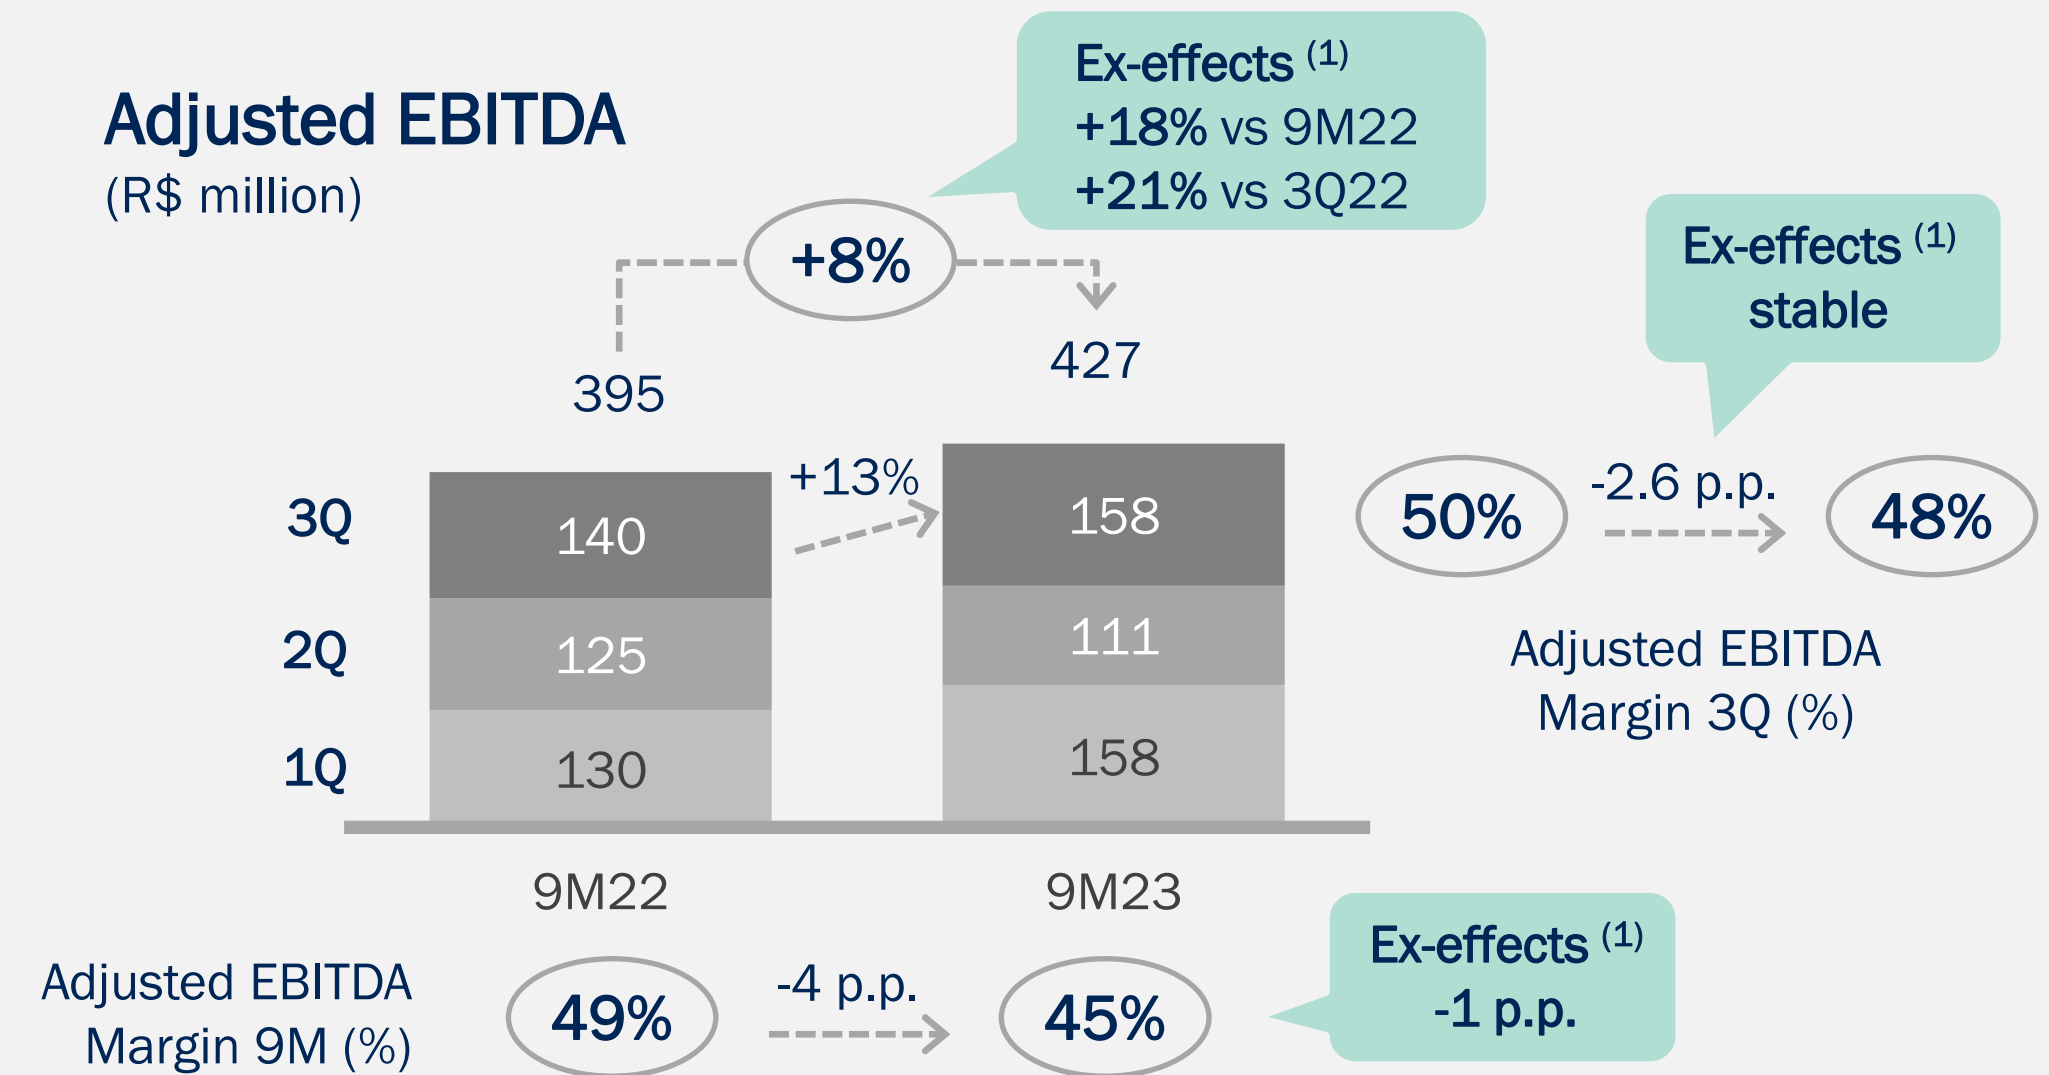 Adjusted EBITDA
(R$ million)
Ex-effects (1)
+18% vs 9M22
+21% vs 3Q22
+8%
Ex-effects (1)
stable
395
427
+13%
3Q
140
158
2Q
125
111
1Q
130
158
50%
-2.6 p.p.
48%
Adjusted EBITDA
Margin 3Q (%)
9M22
9M23
Adjusted EBITDA
Margin 9M (%)
49%
-4 p.p.
45%
Ex-effects (1)
-1 p.p.